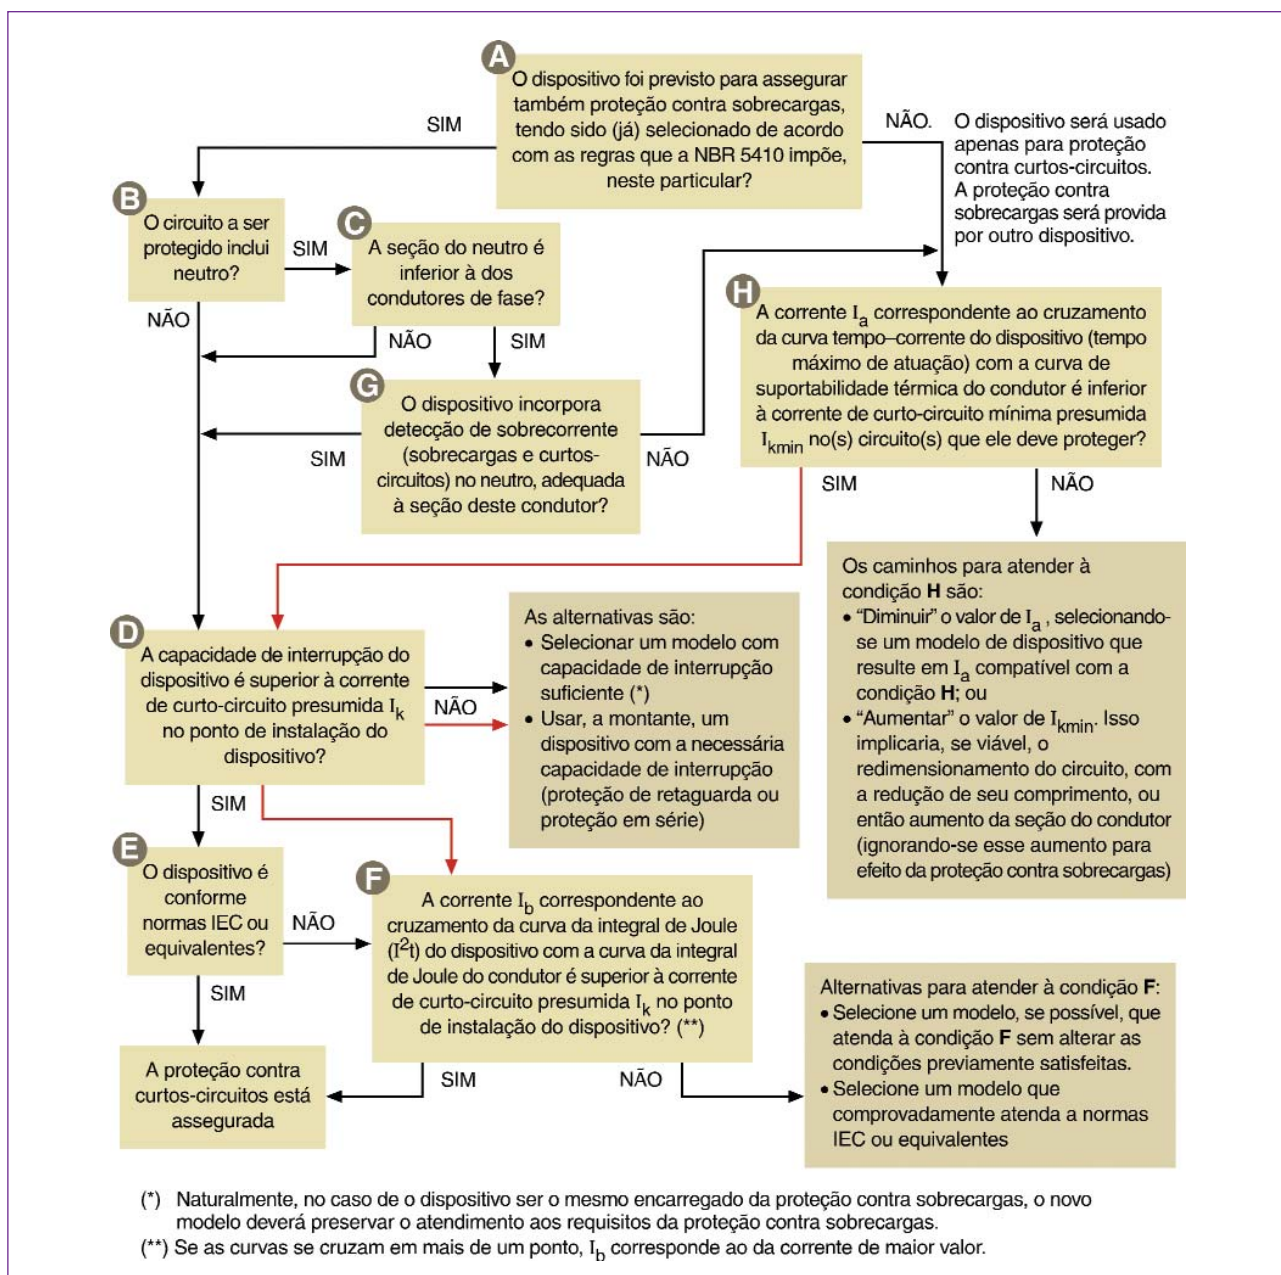 A
O dispositivo foi previsto para assegurar
também proteção contra sobrecargas,
tendo sido (já) selecionado de acordo
com as regras que a NBR 5410 impõe,
neste particular?
SIM
NÃO.
O dispositivo será usado
apenas para proteção
contra curtos-circuitos.
A proteção contra
sobrecargas será provida
por outro dispositivo.
B
O circuito a ser
protegido inclui
neutro?
SIM
NÃO
C
A seção do neutro é
inferior à dos
condutores de fase?
NÃO
SIM
H
A corrente Ia correspondente ao cruzamento
da curva tempo–corrente do dispositivo (tempo
máximo de atuação) com a curva de
suportabilidade térmica do condutor é inferior
à corrente de curto-circuito mínima presumida
Ikmin no(s) circuito(s) que ele deve proteger?
SIM
NÃO
G
O dispositivo incorpora
detecção de sobrecorrente
(sobrecargas e curtos-
circuitos) no neutro, adequada
à seção deste condutor?
SIM
NÃO
Os caminhos para atender à
condição H são:
• “Diminuir” o valor de Ia , selecionando-
se um modelo de dispositivo que
resulte em Ia compatível com a
condição H; ou
• “Aumentar” o valor de Ikmin. Isso
implicaria, se viável, o
redimensionamento do circuito, com
a redução de seu comprimento, ou
então aumento da seção do condutor
(ignorando-se esse aumento para
efeito da proteção contra sobrecargas)
D
A capacidade de interrupção do
dispositivo é superior à corrente
de curto-circuito presumida Ik
no ponto de instalação do
dispositivo?
NÃO
SIM
As alternativas são:
• Selecionar um modelo com
capacidade de interrupção
suficiente (*)
• Usar, a montante, um
dispositivo com a necessária
capacidade de interrupção
(proteção de retaguarda ou
proteção em série)
E
O dispositivo é
conforme
normas IEC ou
equivalentes?
NÃO
SIM
F
A corrente Ib correspondente ao
cruzamento da curva da integral de Joule
(I²t) do dispositivo com a curva da integral
de Joule do condutor é superior à corrente
de curto-circuito presumida Ik no ponto
de instalação do dispositivo? (**)
SIM
NÃO
A proteção contra
curtos-circuitos está
assegurada
Alternativas para atender à condição F:
• Selecione um modelo, se possível, que
atenda à condição F sem alterar as
condições previamente satisfeitas.
• Selecione um modelo que
comprovadamente atenda a normas
IEC ou equivalentes
(*) Naturalmente, no caso de o dispositivo ser o mesmo encarregado da proteção contra sobrecargas, o novo
modelo deverá preservar o atendimento aos requisitos da proteção contra sobrecargas.
(**) Se as curvas se cruzam em mais de um ponto, Ib corresponde ao da corrente de maior valor.